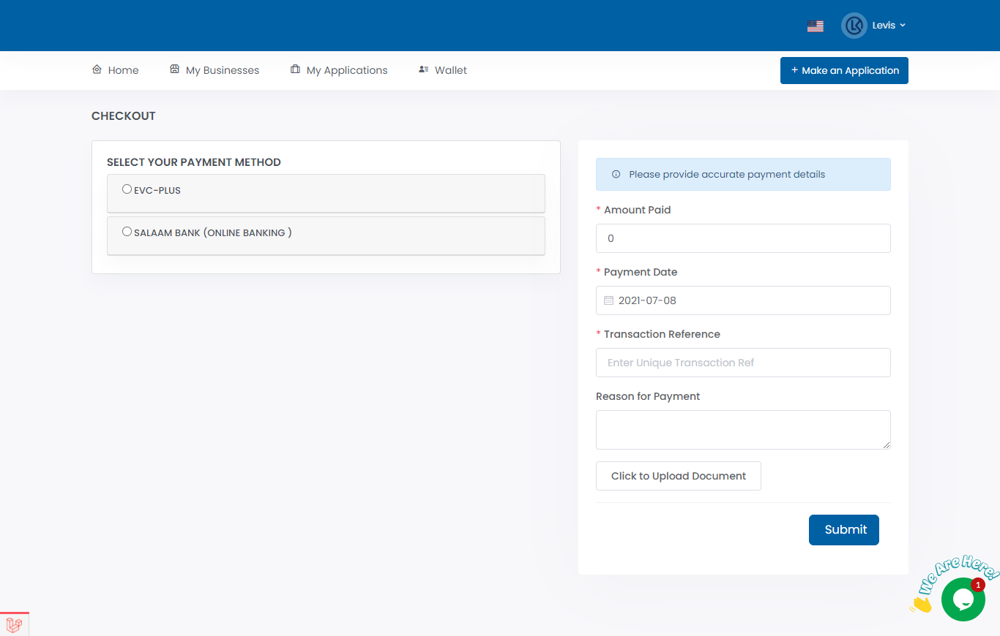 Levis
Home
My Businesses
My Applications
Wallet
+ Make an Application
CHECKOUT
SELECT YOUR PAYMENT METHOD
EVC-PLUS
SALAAM BANK (ONLINE BANKING )
Please provide accurate payment details
* Amount Paid
0
* Payment Date
2021-07-08
* Transaction Reference
Enter Unique Transaction Ref
Reason for Payment
Click to Upload Document
Submit
We Are Here!
1